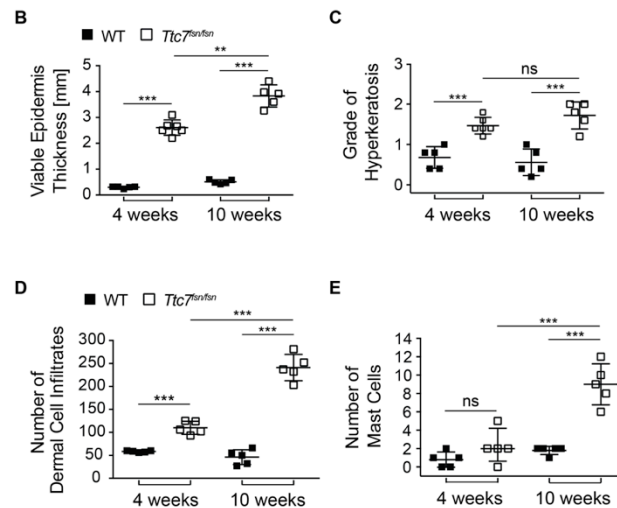 B
■ WT □ Ttc7fsn/fsn
Viable Epidermis
Thickness [mm]
5
4
3
2
1
0
***
**
***
4 weeks
10 weeks
C
Grade of
Hyperkeratosis
3
2
1
0
***
ns
***
4 weeks
10 weeks
D
■ WT □ Ttc7fsn/fsn
Number of
Dermal Cell Infiltrates
300
250
200
150
100
50
0
***
***
***
4 weeks
10 weeks
E
Number of
Mast Cells
14
12
10
8
6
4
2
0
ns
***
***
4 weeks
10 weeks